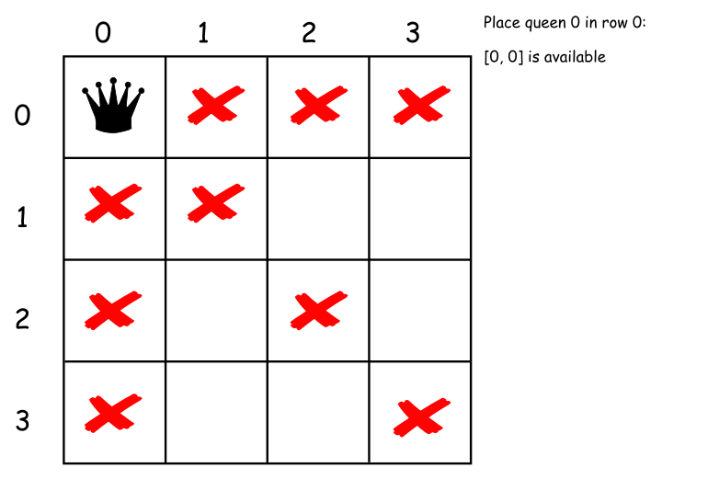 0 1 2 3
Place queen 0 in row 0:
[0, 0] is available
0
1
2
3